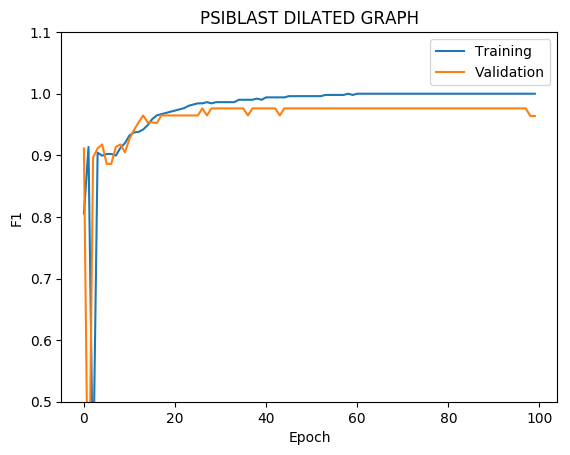 PSIBLAST DILATED GRAPH
1.1
1.0
0.9
0.8
0.7
0.6
0.5
F1
Training
Validation
0 20 40 60 80 100
Epoch